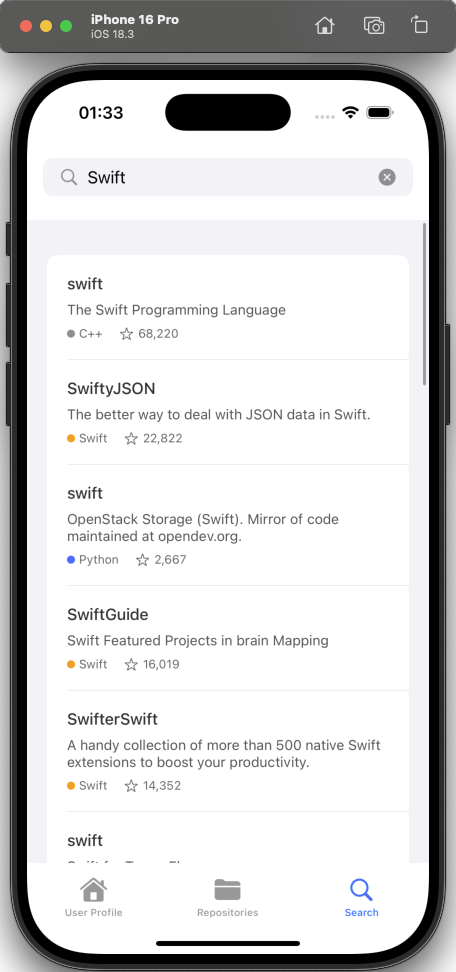 iPhone 16 Pro
iOS 18.3
01:33
Swift
swift
The Swift Programming Language
C++ 68,220
SwiftyJSON
The better way to deal with JSON data in Swift.
Swift 22,822
swift
OpenStack Storage (Swift). Mirror of code
maintained at opendev.org.
Python 2,667
SwiftGuide
Swift Featured Projects in brain Mapping
Swift 16,019
SwifterSwift
A handy collection of more than 500 native Swift
extensions to boost your productivity.
Swift 14,352
swift
User Profile
Repositories
Search